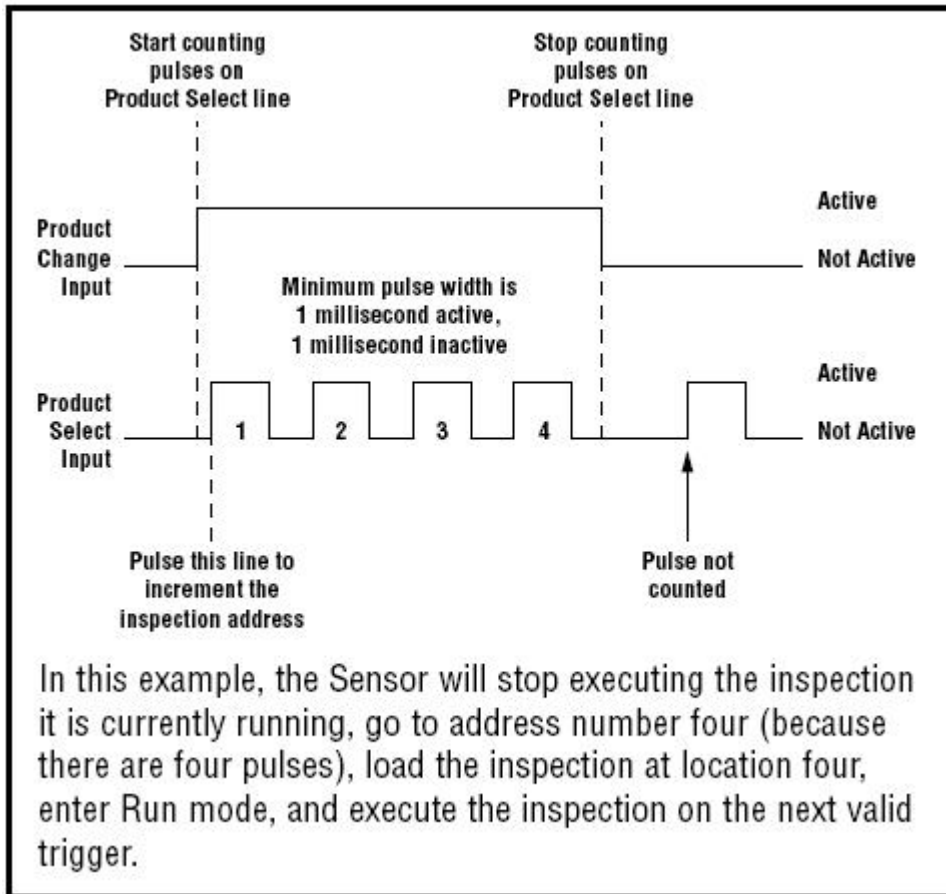 Start counting
pulses on
Product Select line
Stop counting
pulses on
Product Select line
Product
Change
Input
Active
Not Active
Minimum pulse width is
1 millisecond active,
1 millisecond inactive
Product
Select
Input
1
2
3
4
Active
Not Active
Pulse this line to
increment the
inspection address
Pulse not
counted
In this example, the Sensor will stop executing the inspection
it is currently running, go to address number four (because
there are four pulses), load the inspection at location four,
enter Run mode, and execute the inspection on the next valid
trigger.